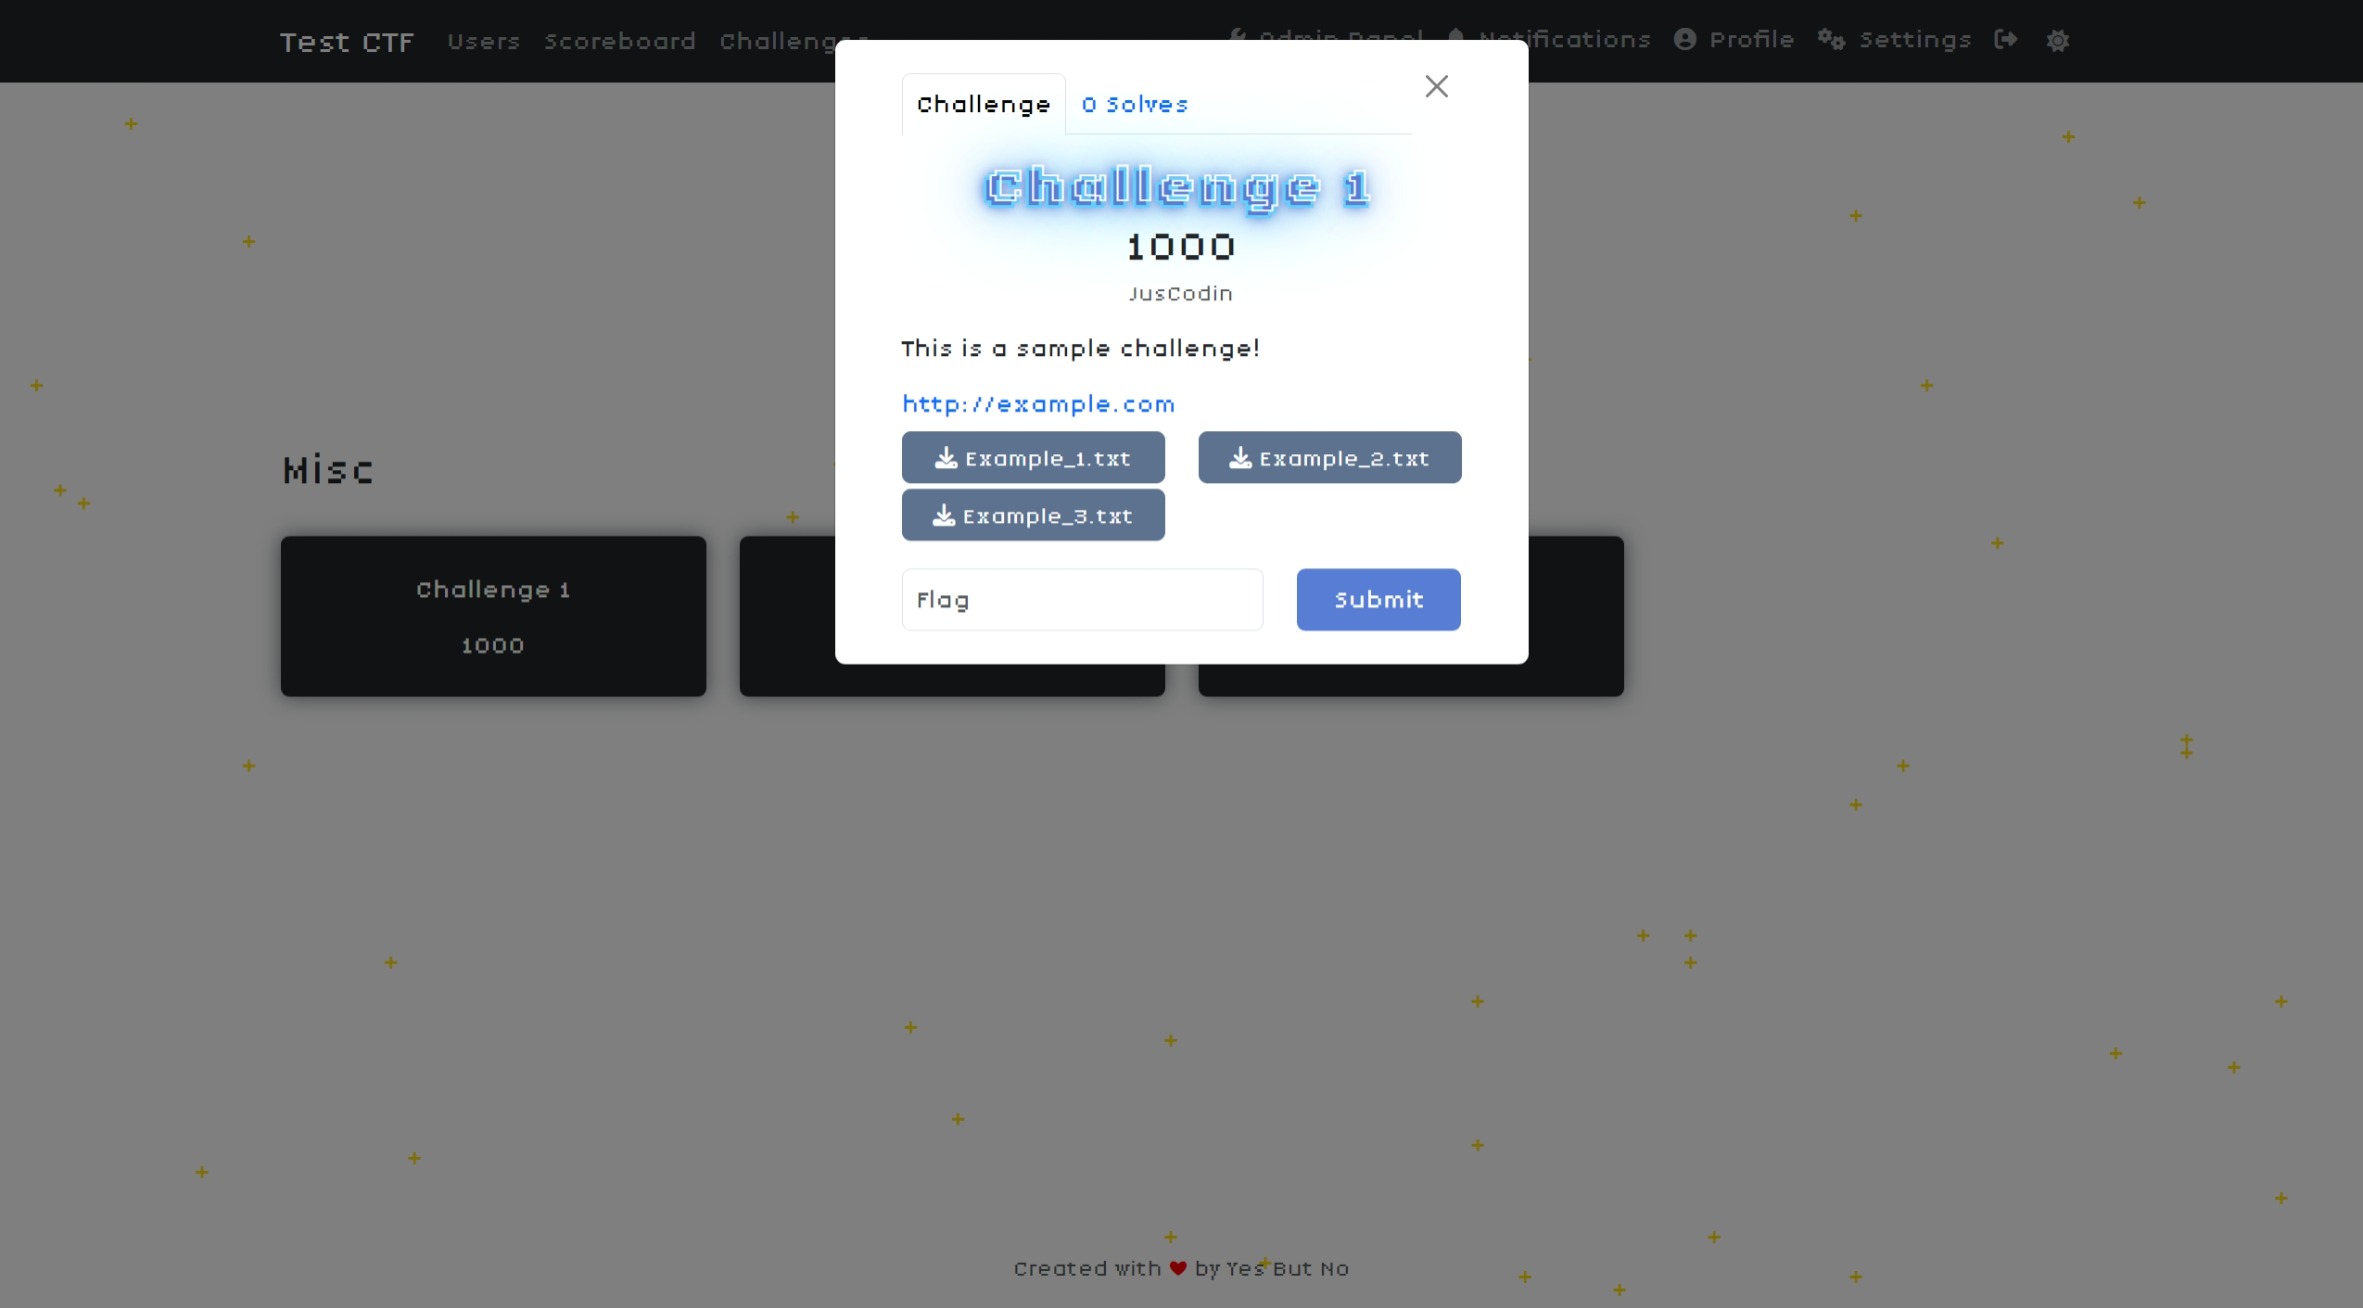 Test CTF Users Scoreboard Challenges Admin Panel Notifications Profile Settings
Challenge 0 Solves
Challenge 1
1000
JusCodin
This is a sample challenge!
http://example.com
Example_1.txt Example_2.txt
Example_3.txt
Flag Submit
Misc
Challenge 1
1000
Created with ❤ by Yes But No